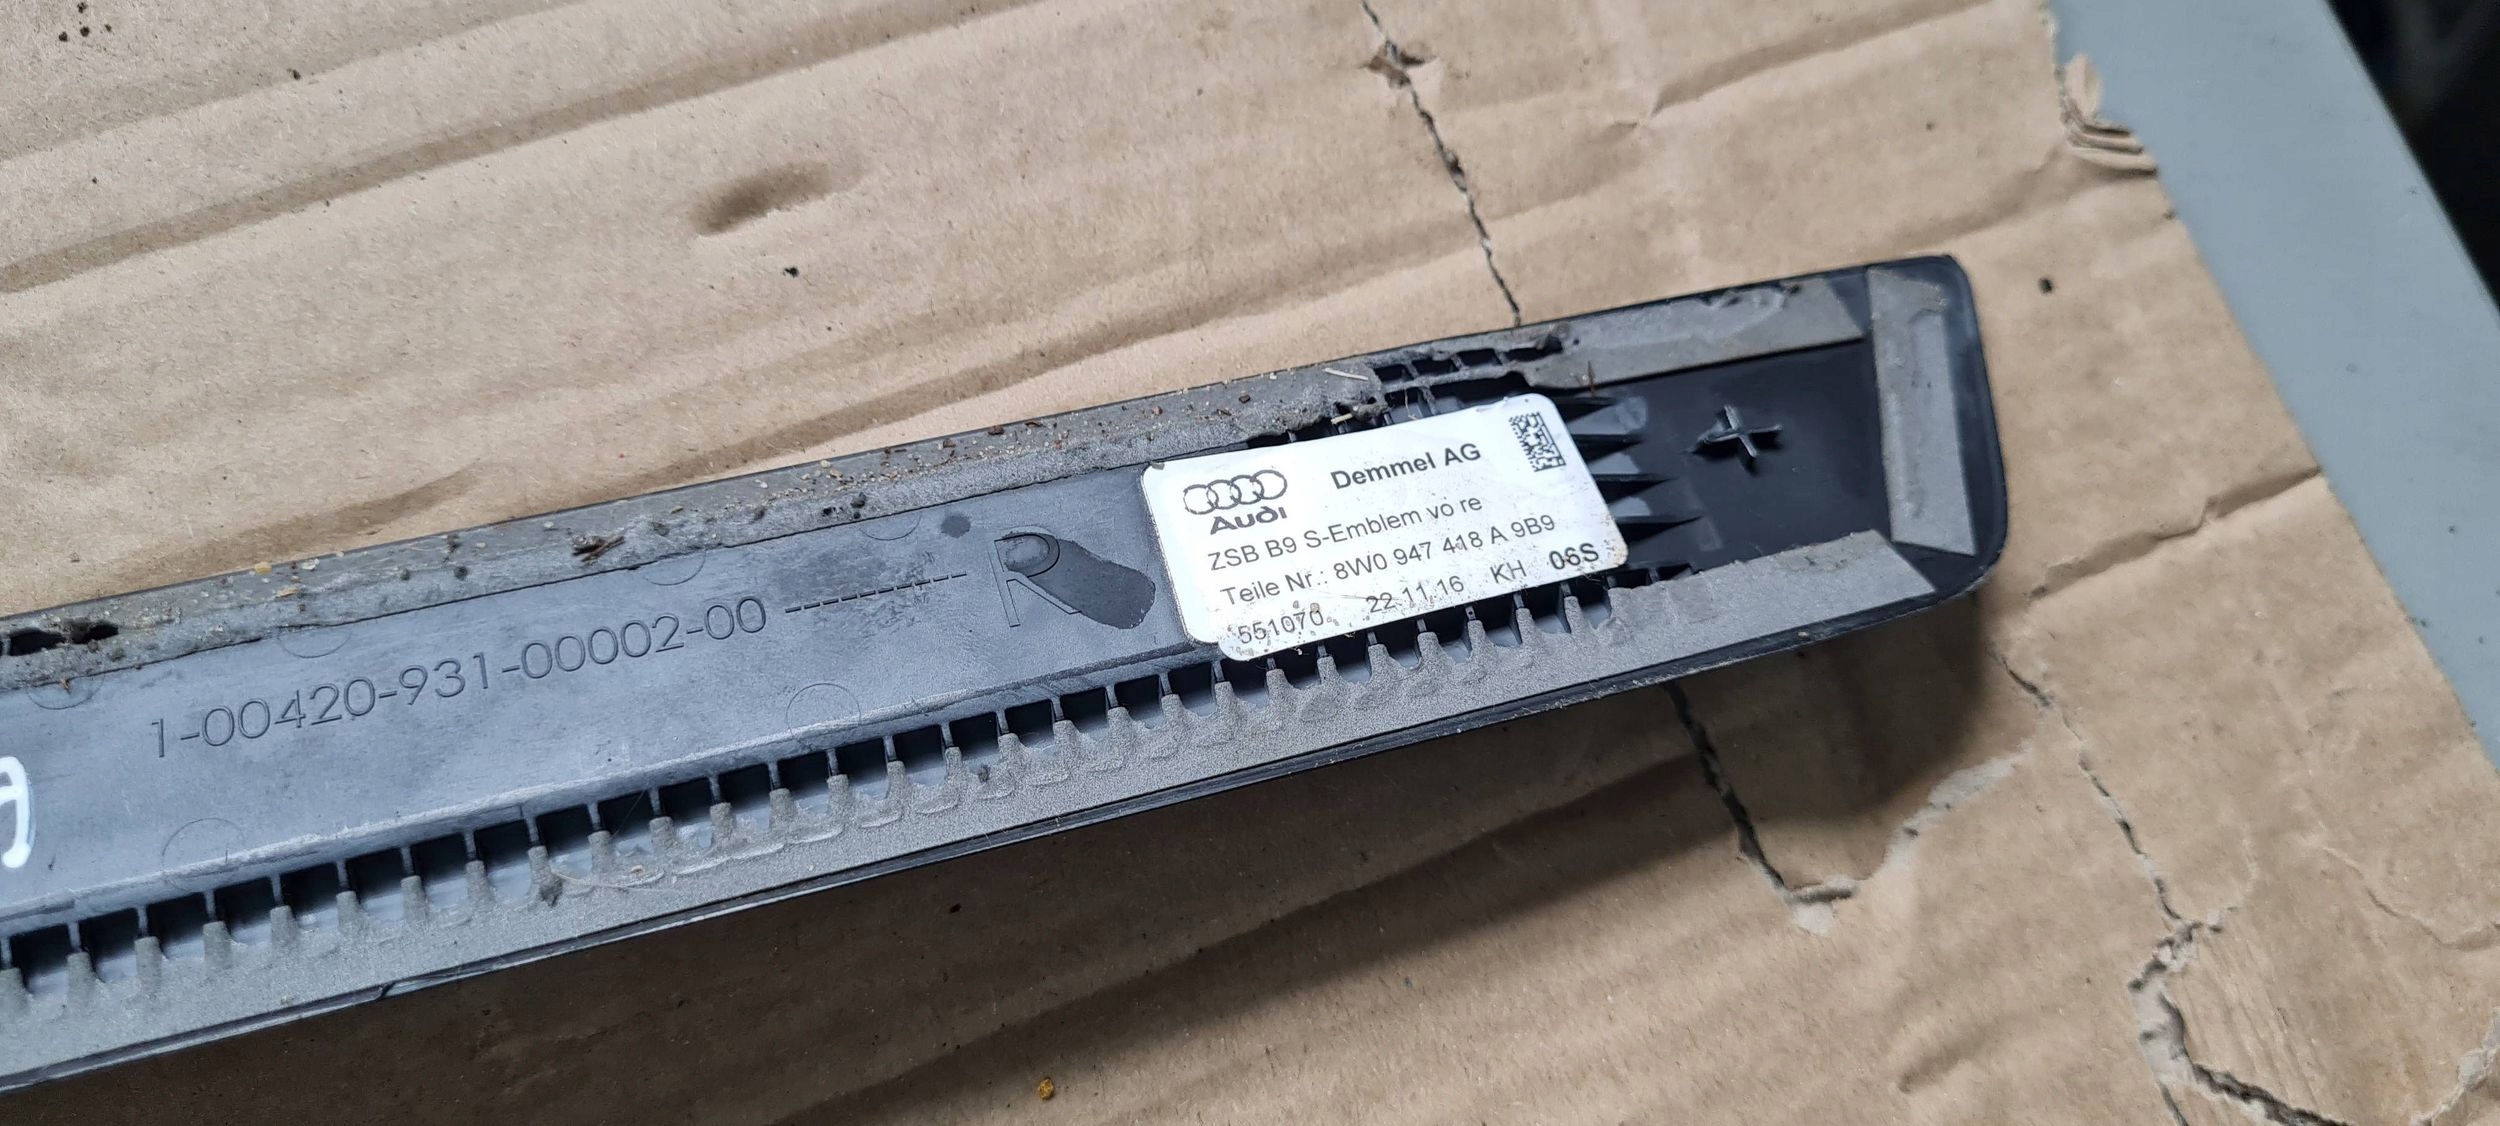 Demmel AG
Audi
ZSB B9 S-Emblem vo re
Teile Nr.: 8W0 947 418 A 9B9
551070 22.11.16 KH 06S
1-00420-931-00002-00 ---------- R